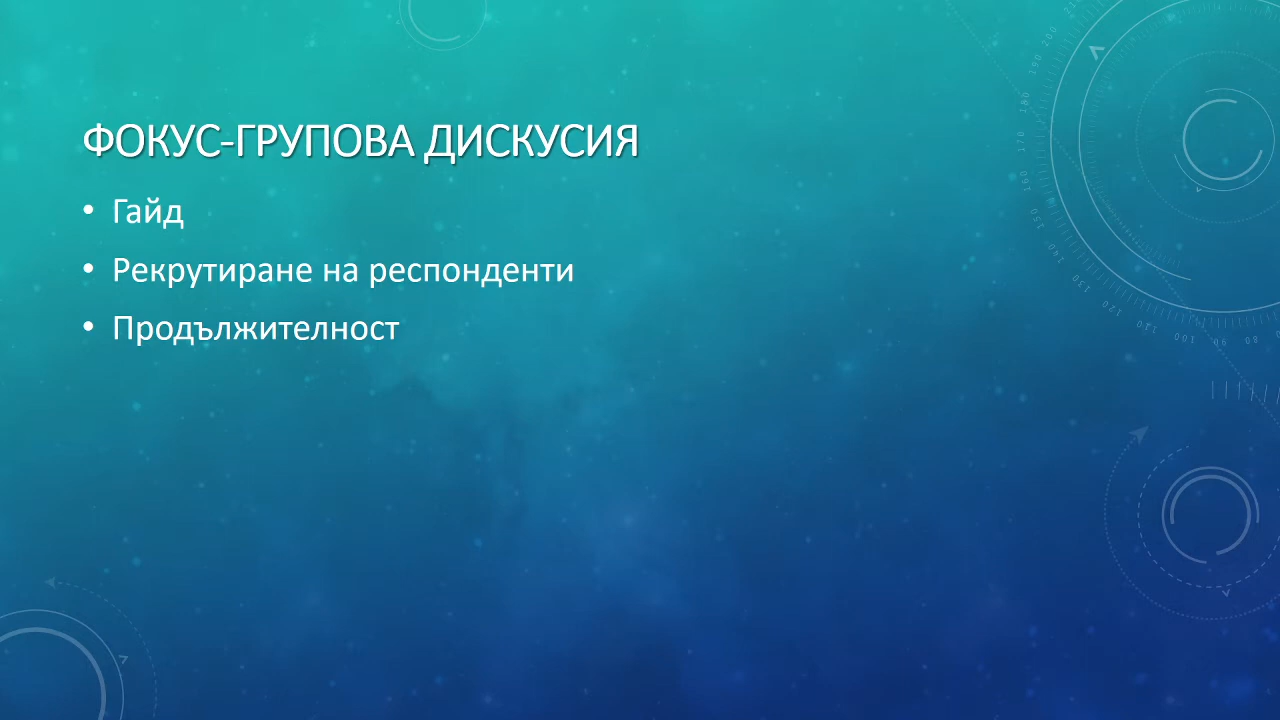 ФОКУС-ГРУПОВА ДИСКУСИЯ
• Гайд
• Рекрутиране на респонденти
• Продължителност